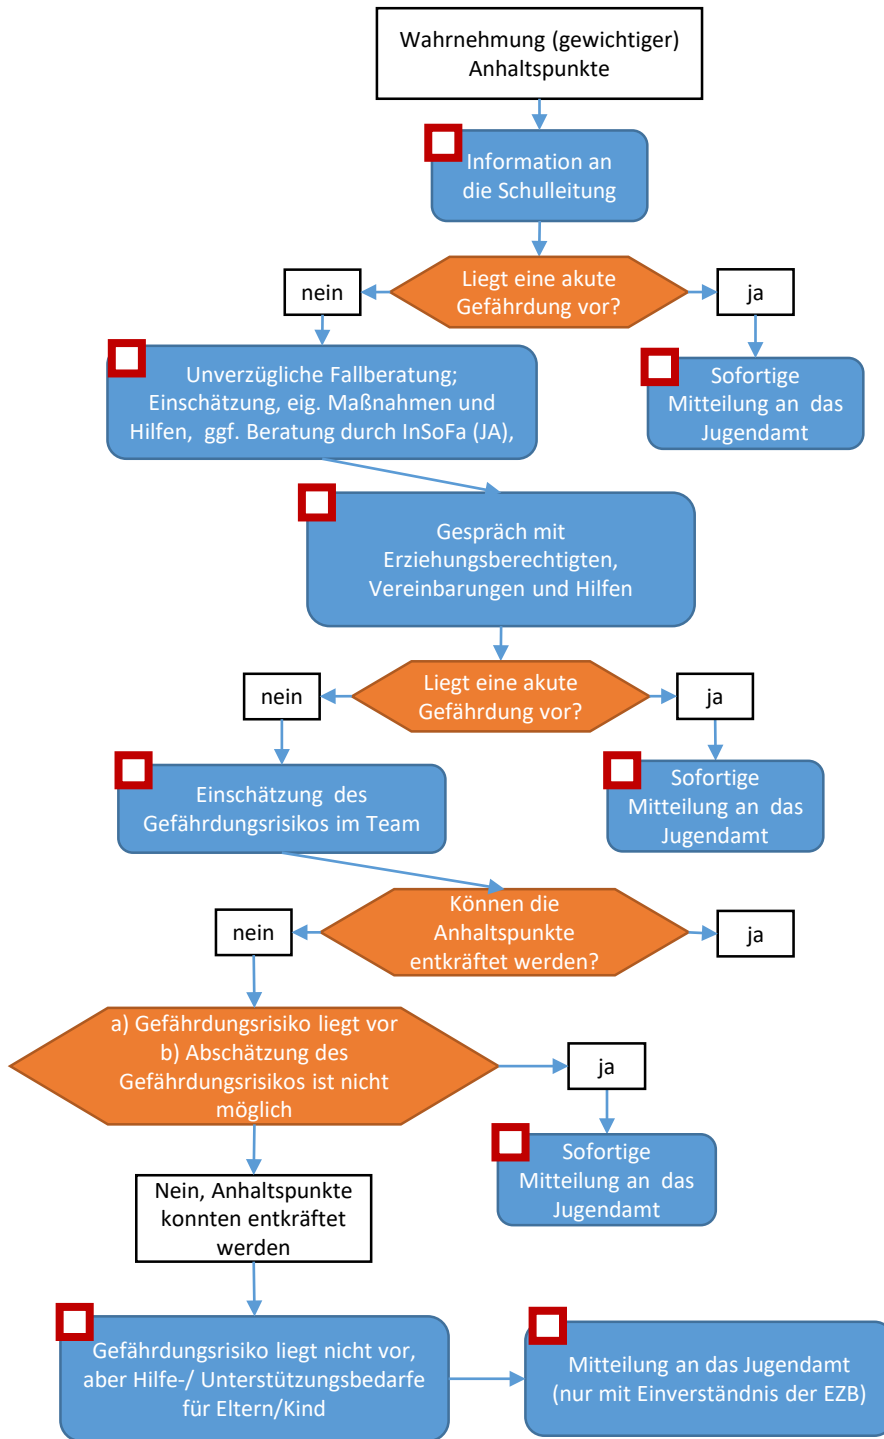 Wahrnehmung (gewichtiger)
Anhaltspunkte
Information an
die Schulleitung
Liegt eine akute
Gefährdung vor?
nein
ja
Unverzügliche Fallberatung;
Einschätzung, eig. Maßnahmen und
Hilfen, ggf. Beratung durch InSoFa (JA),
Sofortige
Mitteilung an das
Jugendamt
Gespräch mit
Erziehungsberechtigten,
Vereinbarungen und Hilfen
Liegt eine akute
Gefährdung vor?
nein
ja
Einschätzung des
Gefährdungsrisikos im Team
Sofortige
Mitteilung an das
Jugendamt
Können die
Anhaltspunkte
entkräftet werden?
nein
ja
a) Gefährdungsrisiko liegt vor
b) Abschätzung des
Gefährdungsrisikos ist nicht
möglich
ja
Sofortige
Mitteilung an das
Jugendamt
Nein, Anhaltspunkte
konnten entkräftet
werden
Gefährdungsrisiko liegt nicht vor,
aber Hilfe-/ Unterstützungsbedarfe
für Eltern/Kind
Mitteilung an das Jugendamt
(nur mit Einverständnis der EZB)